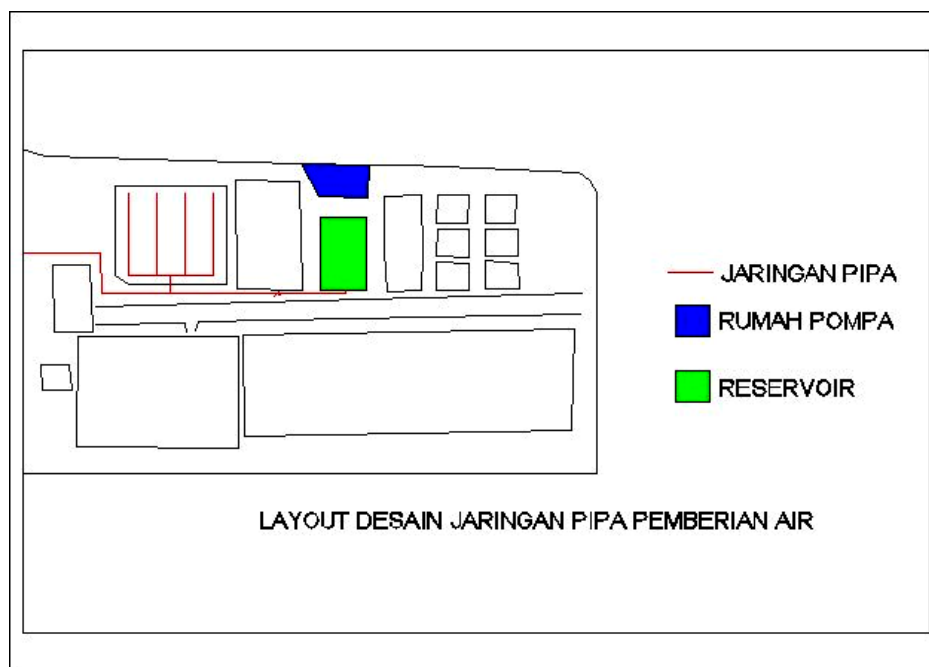 JARINGAN PIPA
RUMAH POMPA
RESERVOIR
LAYOUT DESAIN JARINGAN PIPA PEMBERIAN AIR